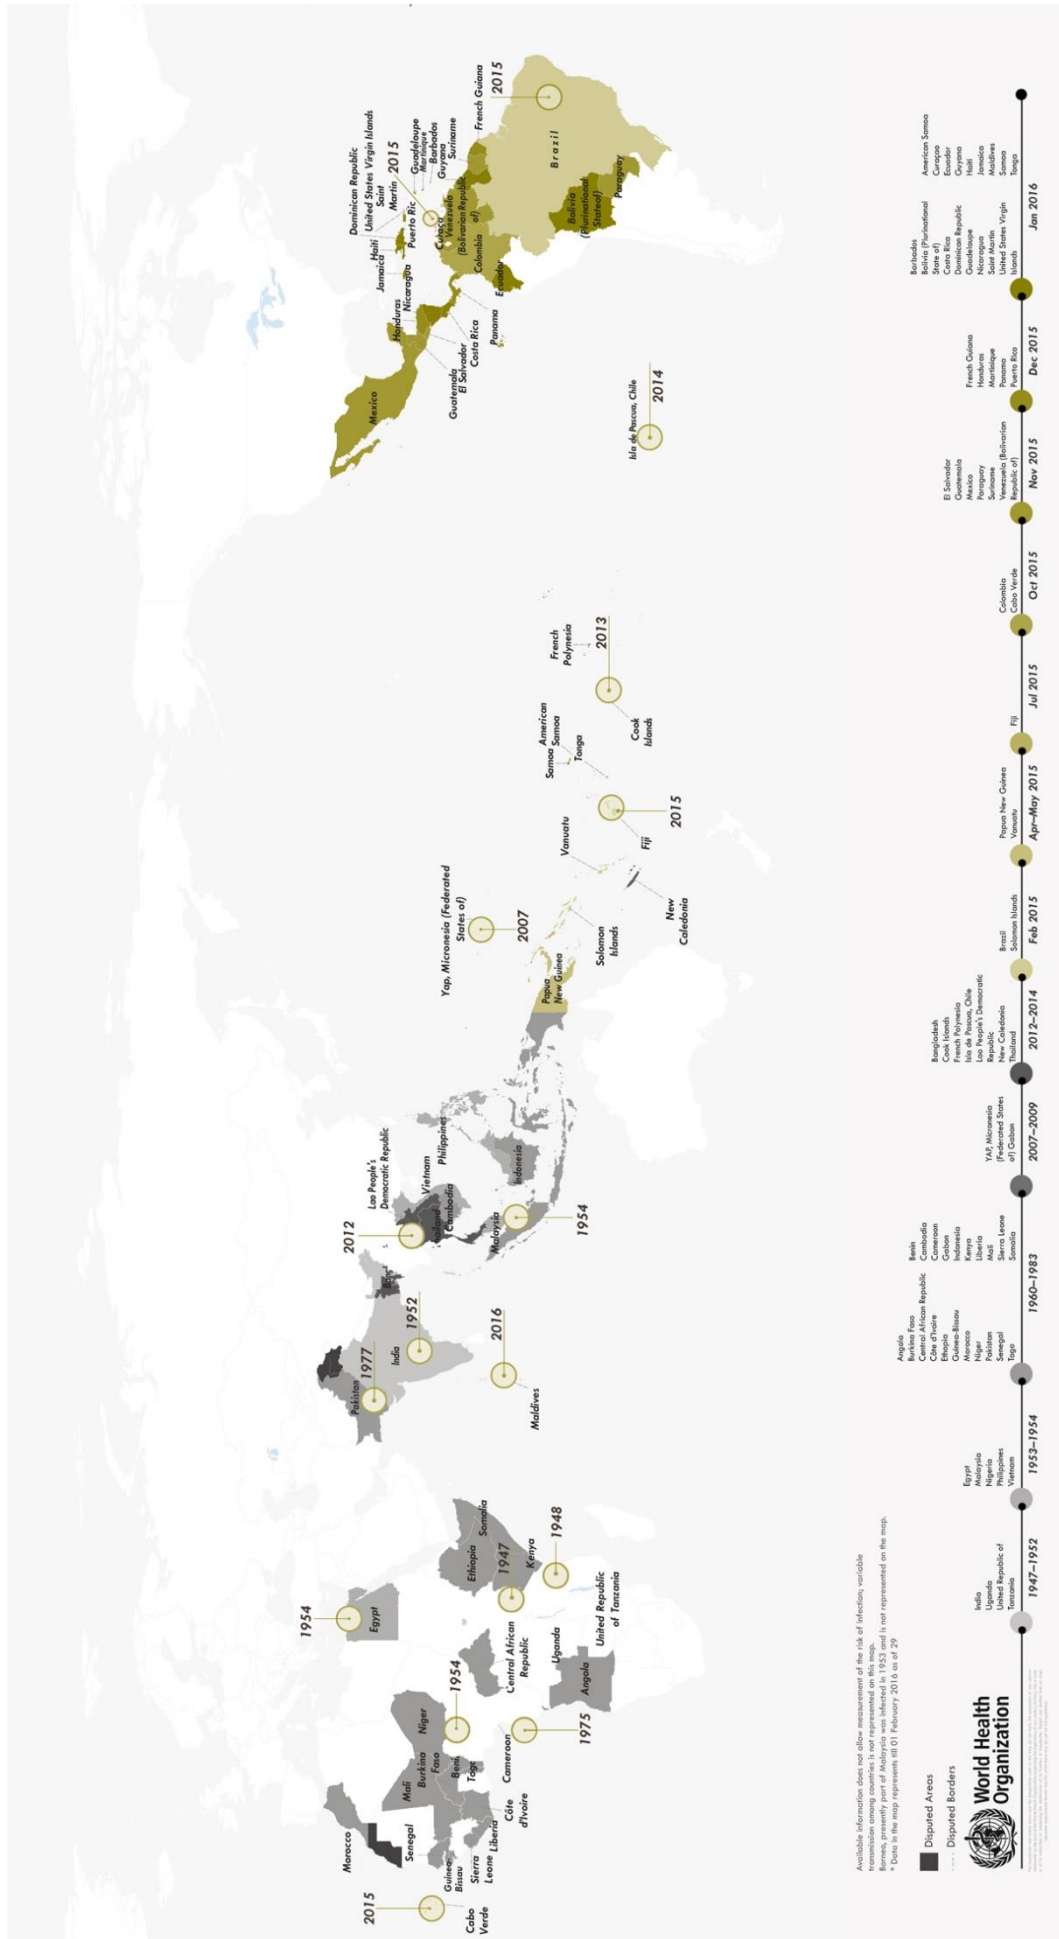 1954
Egypt
Morocco
Mali
Niger
Senegal
Burkina
Faso
Benin
Togo
Guinea-
Bissau
Sierra
Leone
Liberia
Côte
d'Ivoire
2015
Cabo
Verde
1954
Cameroon
1975
Central African
Republic
Uganda
Angola
United Republic
of Tanzania
Ethiopia
Somalia
1947
Kenya
1948
Pakistan
1977
India
1952
2016
Maldives
2012
Lao People's
Democratic Republic
Vietnam
Cambodia
Philippines
Malaysia
Indonesia
1954
Yap, Micronesia (Federated
States of)
2007
Papua
New Guinea
Solomon
Islands
Vanuatu
New
Caledonia
Fiji
2015
Samoa
American
Samoa
Tonga
Cook
Islands
2013
French
Polynesia
Isla de Pascua, Chile
2014
Mexico
Guatemala
El Salvador
Honduras
Nicaragua
Costa Rica
Panama
Jamaica
Haiti
Dominican Republic
United States Virgin Islands
Saint
Martin
Puerto Ric
2015
Guadeloupe
Martinique
Barbados
Guyana
Suriname
French Guiana
2015
Curaça
Venezuela
(Bolivarian Republic
of)
Colombia
Ecuador
Brazil
Bolivia
(Plurinational
Stateof)
Paraguay
Available information does not allow measurement of the risk of infection; variable
transmission among countries is not represented on this map.
Borneo, presently part of Malaysia was infected in 1953 and is not represented on the map.
* Data in the map represents till 01 February 2016 as of 29
Disputed Areas
Disputed Borders
World Health
Organization
India
Uganda
United Republic of
Tanzania
1947–1952
Egypt
Malaysia
Nigeria
Philippines
Vietnam
1953–1954
Angola
Burkina Faso
Central African Republic
Côte d'Ivoire
Ethopia
Guinea-Bissau
Morocco
Niger
Pakistan
Senegal
Togo
Benin
Cambodia
Cameroon
Gabon
Indonesia
Kenya
Liberia
Mali
Sierra Leone
Somalia
1960–1983
YAP, Micronesia
(Federated States
of) Gabon
2007–2009
Bangladesh
Cook Islands
French Polynesia
Isla de Pascua, Chile
Lao People's Democratic
Republic
New Caledonia
Thailand
2012–2014
Brazil
Solomon Islands
Feb 2015
Papua New Guinea
Vanuatu
Apr–May 2015
Fiji
Jul 2015
Colombia
Cabo Verde
Oct 2015
El Salvador
Guatemala
Mexico
Paraguay
Suriname
Venezuela (Bolivarian
Republic of)
Nov 2015
French Guiana
Honduras
Martinique
Panama
Puerto Rico
Dec 2015
Barbados
Bolivia (Plurinational
State of)
Costa Rica
Dominican Republic
Guadeloupe
Nicaragua
Saint Martin
United States Virgin
Islands
American Samoa
Curaçao
Ecuador
Guyana
Haiti
Jamaica
Maldives
Samoa
Tonga
Jan 2016